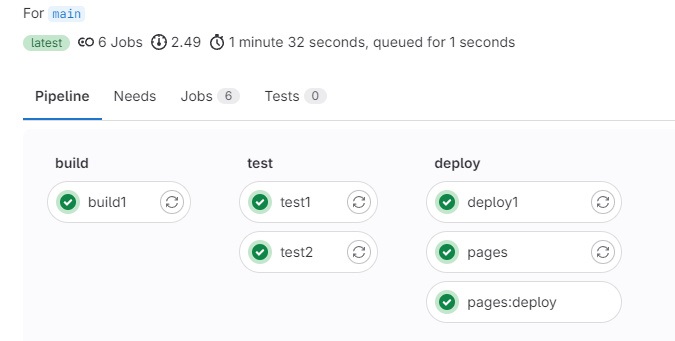 For main
latest 6 Jobs 2.49 1 minute 32 seconds, queued for 1 seconds
Pipeline Needs Jobs 6 Tests 0
build test deploy
build1 test1 deploy1
test2 pages
pages:deploy